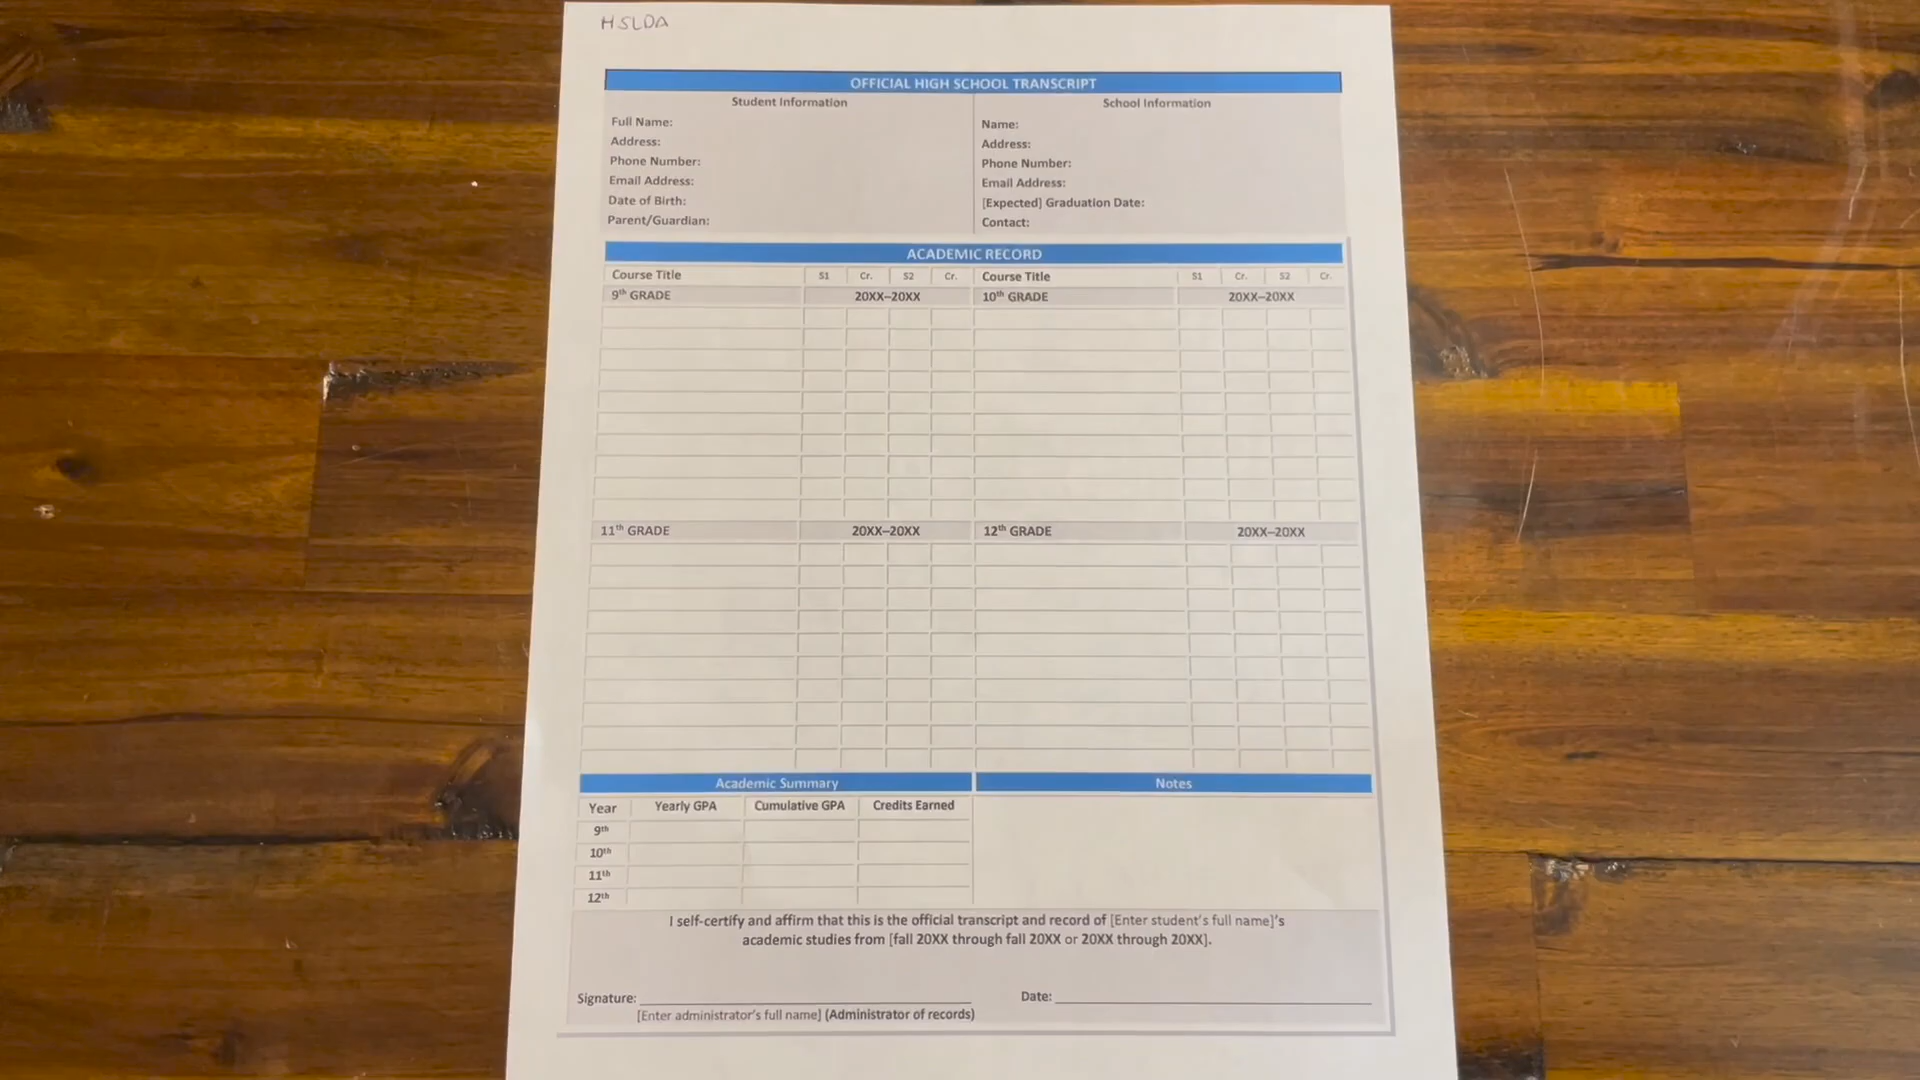 HSLDA
OFFICIAL HIGH SCHOOL TRANSCRIPT
Student Information
Full Name:
Address:
Phone Number:
Email Address:
Date of Birth:
Parent/Guardian:
School Information
Name:
Address:
Phone Number:
Email Address:
[Expected] Graduation Date:
Contact:
ACADEMIC RECORD
Course Title S1 Cr. S2 Cr. Course Title S1 Cr. S2 Cr.
9th GRADE 20XX–20XX 10th GRADE 20XX–20XX
11th GRADE 20XX–20XX 12th GRADE 20XX–20XX
Academic Summary
Year Yearly GPA Cumulative GPA Credits Earned
9th
10th
11th
12th
Notes
I self-certify and affirm that this is the official transcript and record of [Enter student's full name]'s
academic studies from [fall 20XX through fall 20XX or 20XX through 20XX].
Signature: Date:
[Enter administrator's full name] (Administrator of records)